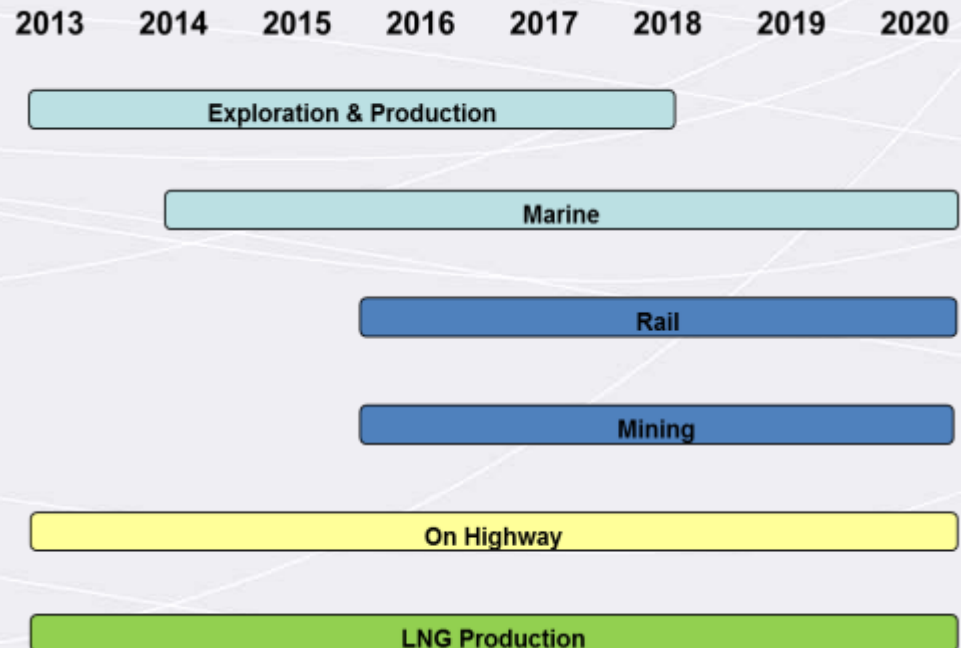 2013 2014 2015 2016 2017 2018 2019 2020
Exploration & Production
Marine
Rail
Mining
On Highway
LNG Production